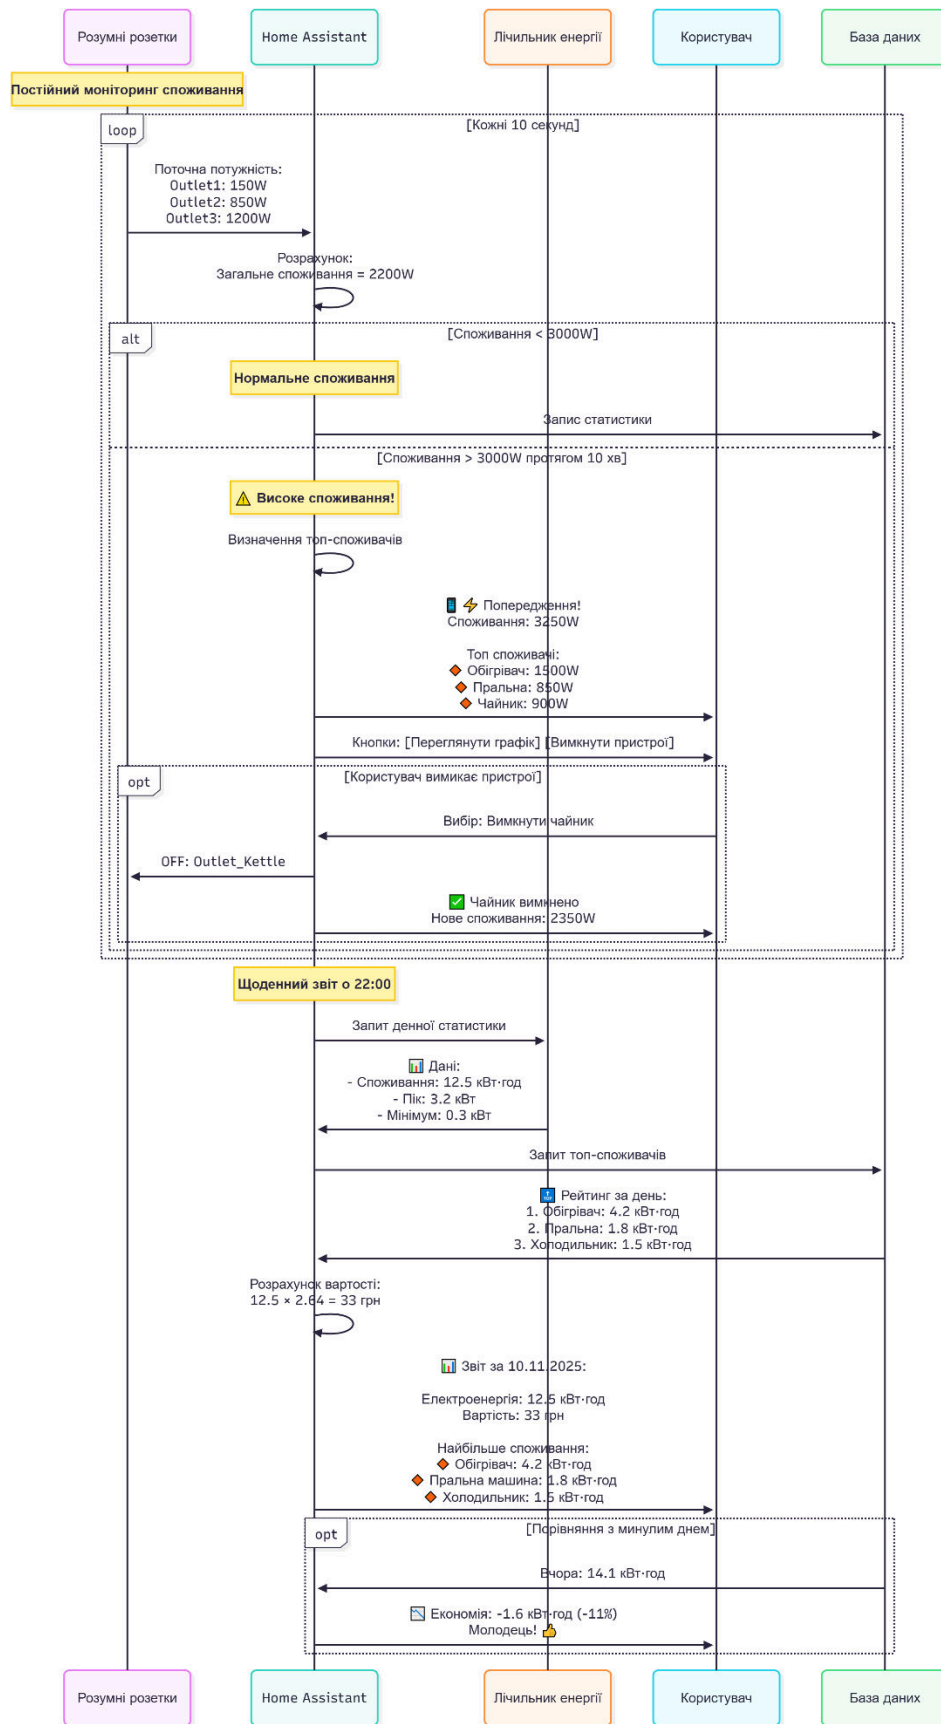 Розумні розетки
Home Assistant
Лічильник енергії
Користувач
База даних
Постійний моніторинг споживання
loop
[Кожні 10 секунд]
Поточна потужність:
Outlet1: 150W
Outlet2: 850W
Outlet3: 1200W
Розрахунок:
Загальне споживання = 2200W
alt
[Споживання < 3000W]
Нормальне споживання
Запис статистики
[Споживання > 3000W протягом 10 хв]
⚠️ Високе споживання!
Визначення топ-споживачів
📱 ⚡ Попередження!
Споживання: 3250W
Топ споживачі:
🔸 Обігрівач: 1500W
🔸 Пральна: 850W
🔸 Чайник: 900W
Кнопки: [Переглянути графік] [Вимкнути пристрої]
opt
[Користувач вимикає пристрої]
Вибір: Вимкнути чайник
OFF: Outlet_Kettle
✅ Чайник вимкнено
Нове споживання: 2350W
Щоденний звіт о 22:00
Запит денної статистики
📊 Дані:
- Споживання: 12.5 кВт·год
- Пік: 3.2 кВт
- Мінімум: 0.3 кВт
Запит топ-споживачів
🔝 Рейтинг за день:
1. Обігрівач: 4.2 кВт·год
2. Пральна: 1.8 кВт·год
3. Холодильник: 1.5 кВт·год
Розрахунок вартості:
12.5 × 2.64 = 33 грн
📊 Звіт за 10.11.2025:
Електроенергія: 12.5 кВт·год
Вартість: 33 грн
Найбільше споживання:
🔸 Обігрівач: 4.2 кВт·год
🔸 Пральна машина: 1.8 кВт·год
🔸 Холодильник: 1.5 кВт·год
opt
[Порівняння з минулим днем]
Вчора: 14.1 кВт·год
📉 Економія: -1.6 кВт·год (-11%)
Молодець! 👍
Розумні розетки
Home Assistant
Лічильник енергії
Користувач
База даних